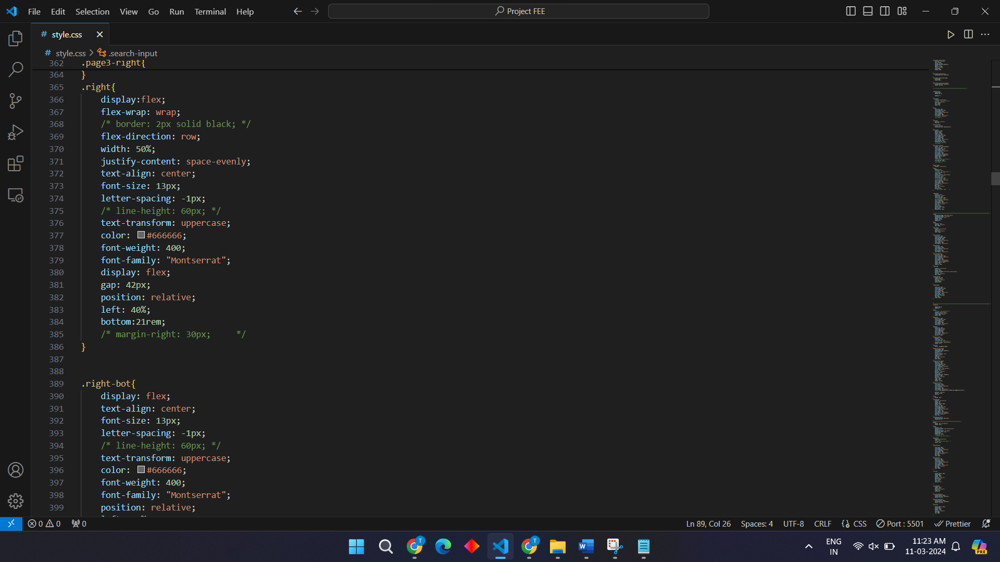 File Edit Selection View Go Run Terminal Help
Project FEE
# style.css
# style.css > .search-input
362 .page3-right{
364 }
365 .right{
366 display:flex;
367 flex-wrap: wrap;
368 /* border: 2px solid black; */
369 flex-direction: row;
370 width: 50%;
371 justify-content: space-evenly;
372 text-align: center;
373 font-size: 13px;
374 letter-spacing: -1px;
375 /* line-height: 60px; */
376 text-transform: uppercase;
377 color: #666666;
378 font-weight: 400;
379 font-family: "Montserrat";
380 display: flex;
381 gap: 42px;
382 position: relative;
383 left: 40%;
384 bottom:21rem;
385 /* margin-right: 30px;     */
386 }
387
388
389 .right-bot{
390 display: flex;
391 text-align: center;
392 font-size: 13px;
393 letter-spacing: -1px;
394 /* line-height: 60px; */
395 text-transform: uppercase;
396 color: #666666;
397 font-weight: 400;
398 font-family: "Montserrat";
399 position: relative;
0 0 0 Ln 89, Col 26 Spaces: 4 UTF-8 CRLF CSS Port : 5501 Prettier
ENG
IN
11:23 AM
11-03-2024
PRE